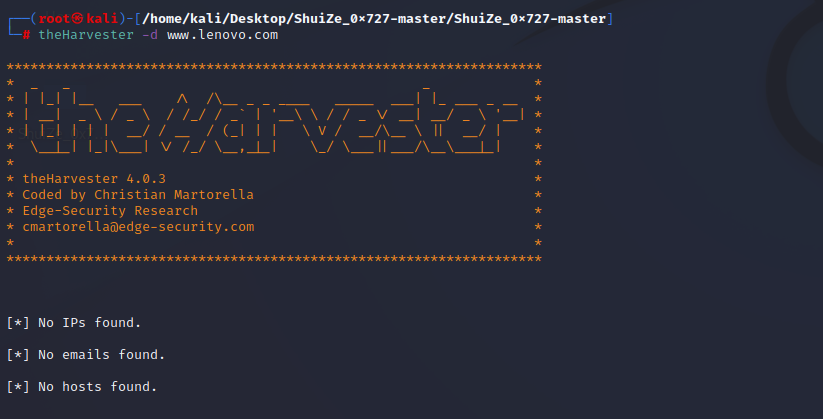 ┌──(root㉿kali)-[/home/kali/Desktop/ShuiZe_0×727-master/ShuiZe_0×727-master]
└─# theHarvester -d www.lenovo.com
*******************************************************************
*  _   _                                            _             *
* | |_| |__   ___    /\  /\__ _ _ ____   _____  ___| |_ ___ _ __  *
* | __|  _ \ / _ \  / /_/ / _` | '__\ \ / / _ \/ __| __/ _ \ '__| *
* | |_| | | |  __/ / __  / (_| | |   \ V /  __/\__ \ ||  __/ |    *
*  \__|_| |_|\___| \/ /_/ \__,_|_|    \_/ \___||___/\__\___|_|    *
*                                                                 *
* theHarvester 4.0.3                                              *
* Coded by Christian Martorella                                   *
* Edge-Security Research                                          *
* cmartorella@edge-security.com                                   *
*                                                                 *
*******************************************************************
[*] No IPs found.
[*] No emails found.
[*] No hosts found.